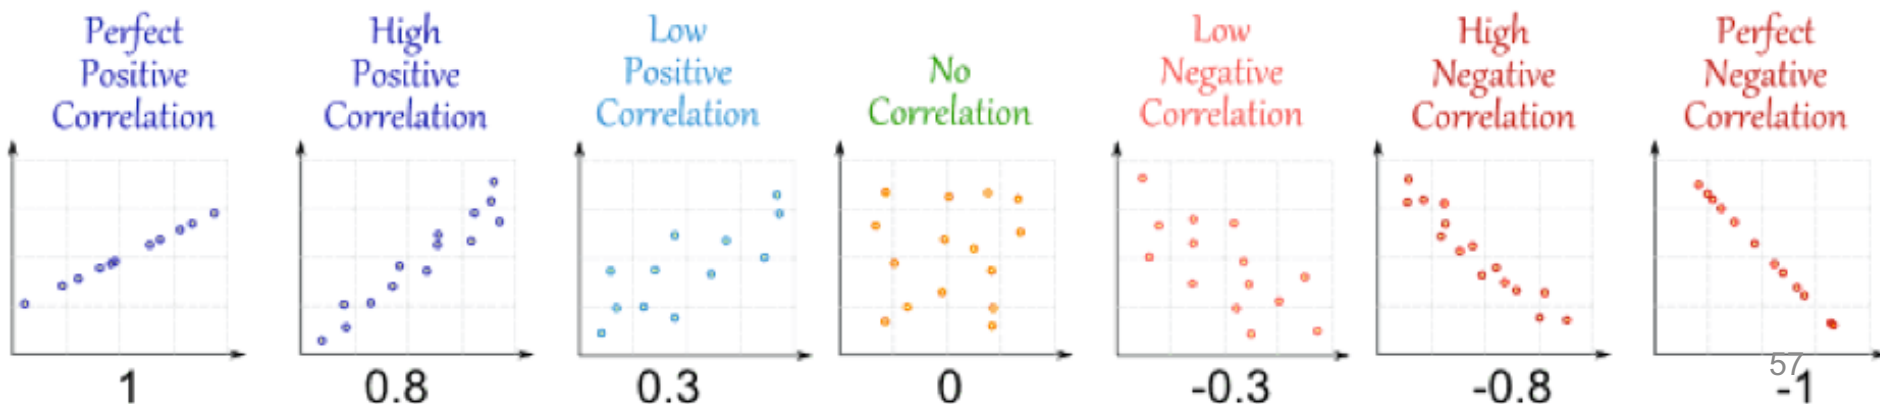 Perfect
Positive
Correlation
High
Positive
Correlation
Low
Positive
Correlation
No
Correlation
Low
Negative
Correlation
High
Negative
Correlation
Perfect
Negative
Correlation
1
0.8
0.3
0
-0.3
-0.8
-1
57